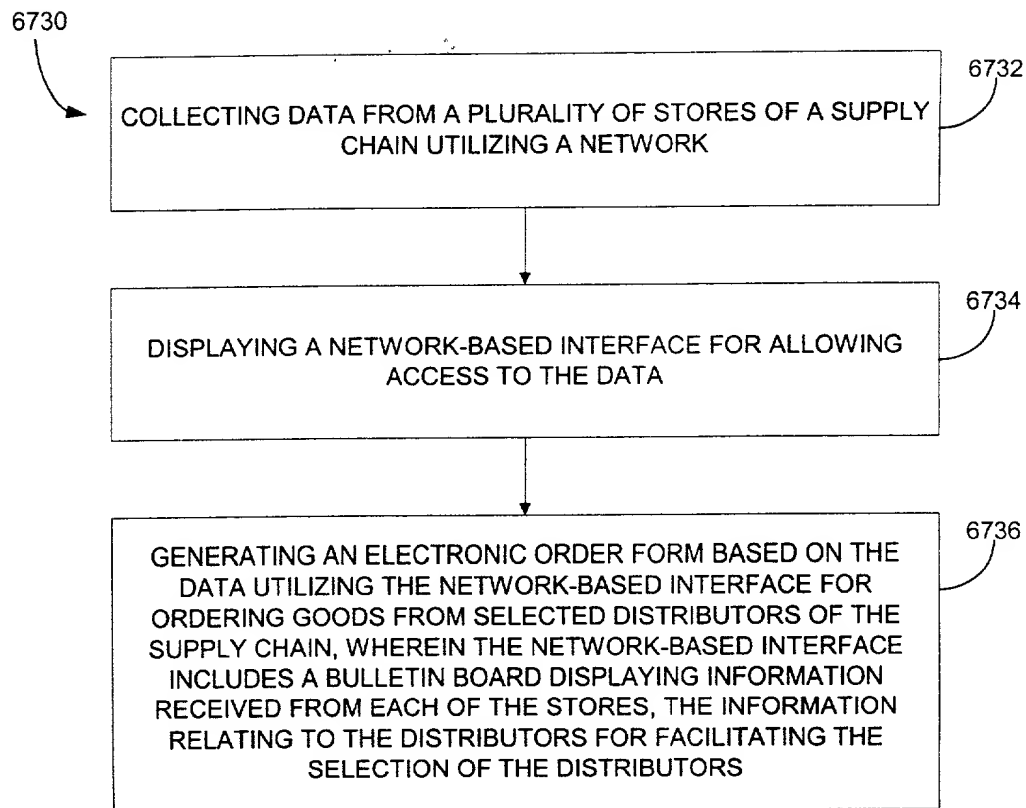 6730
6732
COLLECTING DATA FROM A PLURALITY OF STORES OF A SUPPLY
CHAIN UTILIZING A NETWORK
6734
DISPLAYING A NETWORK-BASED INTERFACE FOR ALLOWING
ACCESS TO THE DATA
6736
GENERATING AN ELECTRONIC ORDER FORM BASED ON THE
DATA UTILIZING THE NETWORK-BASED INTERFACE FOR
ORDERING GOODS FROM SELECTED DISTRIBUTORS OF THE
SUPPLY CHAIN, WHEREIN THE NETWORK-BASED INTERFACE
INCLUDES A BULLETIN BOARD DISPLAYING INFORMATION
RECEIVED FROM EACH OF THE STORES, THE INFORMATION
RELATING TO THE DISTRIBUTORS FOR FACILITATING THE
SELECTION OF THE DISTRIBUTORS